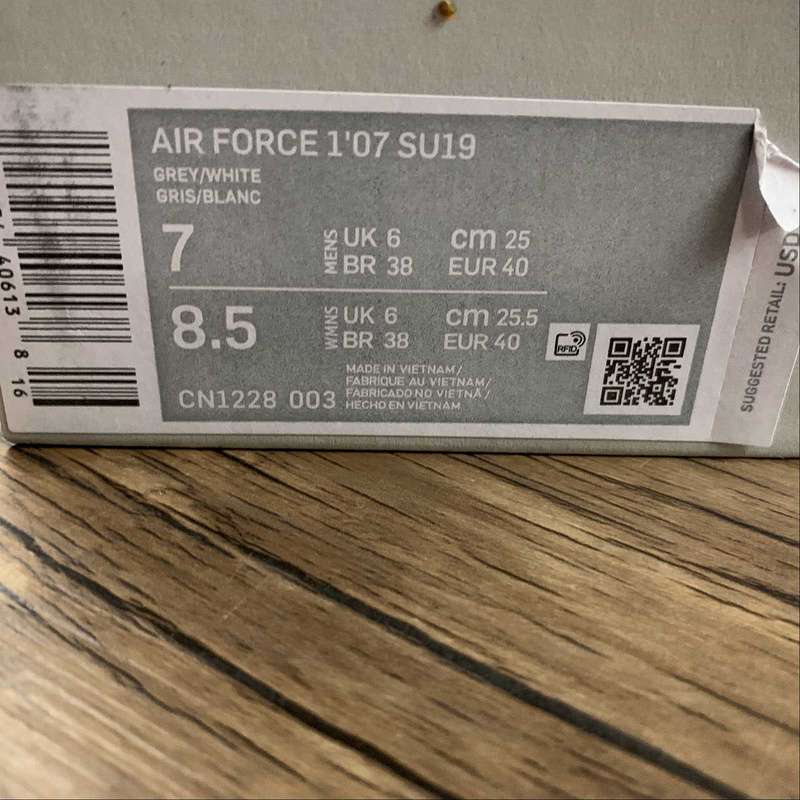 AIR FORCE 1'07 SU19
GREY/WHITE
GRIS/BLANC
7 MENS UK 6 cm 25
BR 38 EUR 40
8.5 WMNS UK 6 cm 25.5
BR 38 EUR 40
RFID
CN1228 003
MADE IN VIETNAM/
FABRIQUE AU VIETNAM/
FABRICADO NO VIETNÃ/
HECHO EN VIETNAM
40613 8 16
SUGGESTED RETAIL: USD